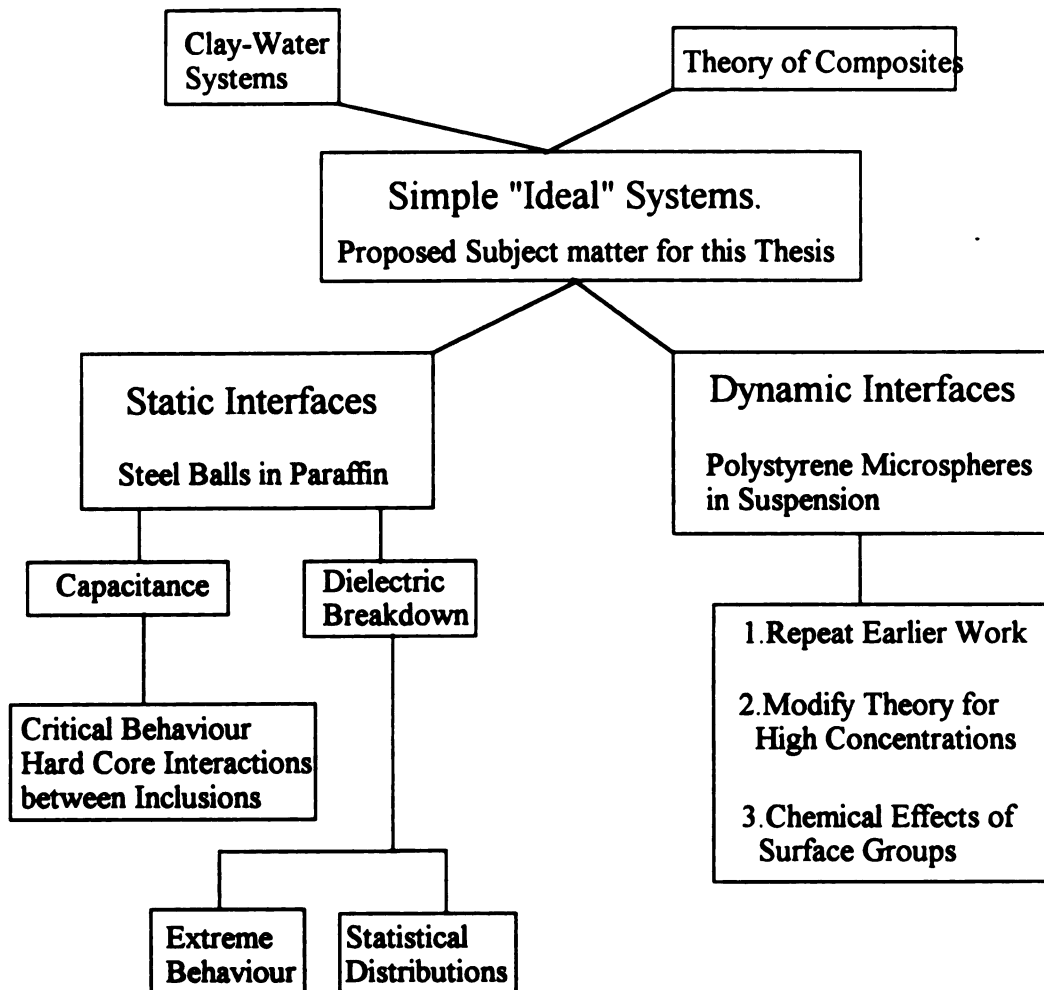 Clay-Water
Systems
Theory of Composites
Simple "Ideal" Systems.
Proposed Subject matter for this Thesis
Static Interfaces
Steel Balls in Paraffin
Dynamic Interfaces
Polystyrene Microspheres
in Suspension
Capacitance
Dielectric
Breakdown
Critical Behaviour
Hard Core Interactions
between Inclusions
1.Repeat Earlier Work
2.Modify Theory for
High Concentrations
3.Chemical Effects of
Surface Groups
Extreme
Behaviour
Statistical
Distributions